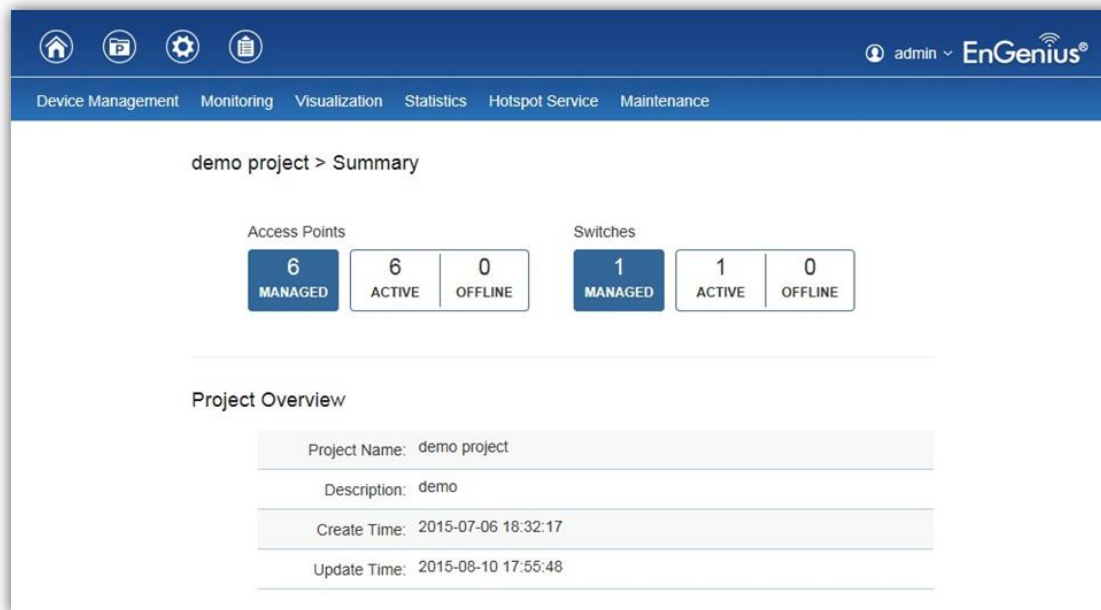 P
admin EnGenius®
Device Management Monitoring Visualization Statistics Hotspot Service Maintenance
demo project > Summary
Access Points Switches
6 6 0 1 1 0
MANAGED ACTIVE OFFLINE MANAGED ACTIVE OFFLINE
Project Overview
Project Name: demo project
Description: demo
Create Time: 2015-07-06 18:32:17
Update Time: 2015-08-10 17:55:48